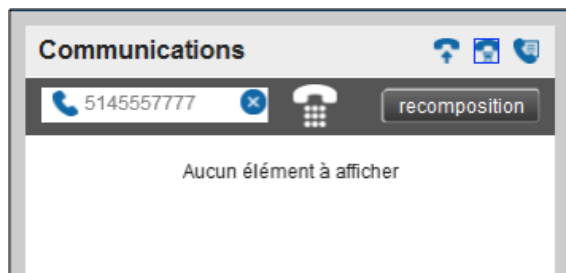 Communications
5145557777
recomposition
Aucun élément à afficher